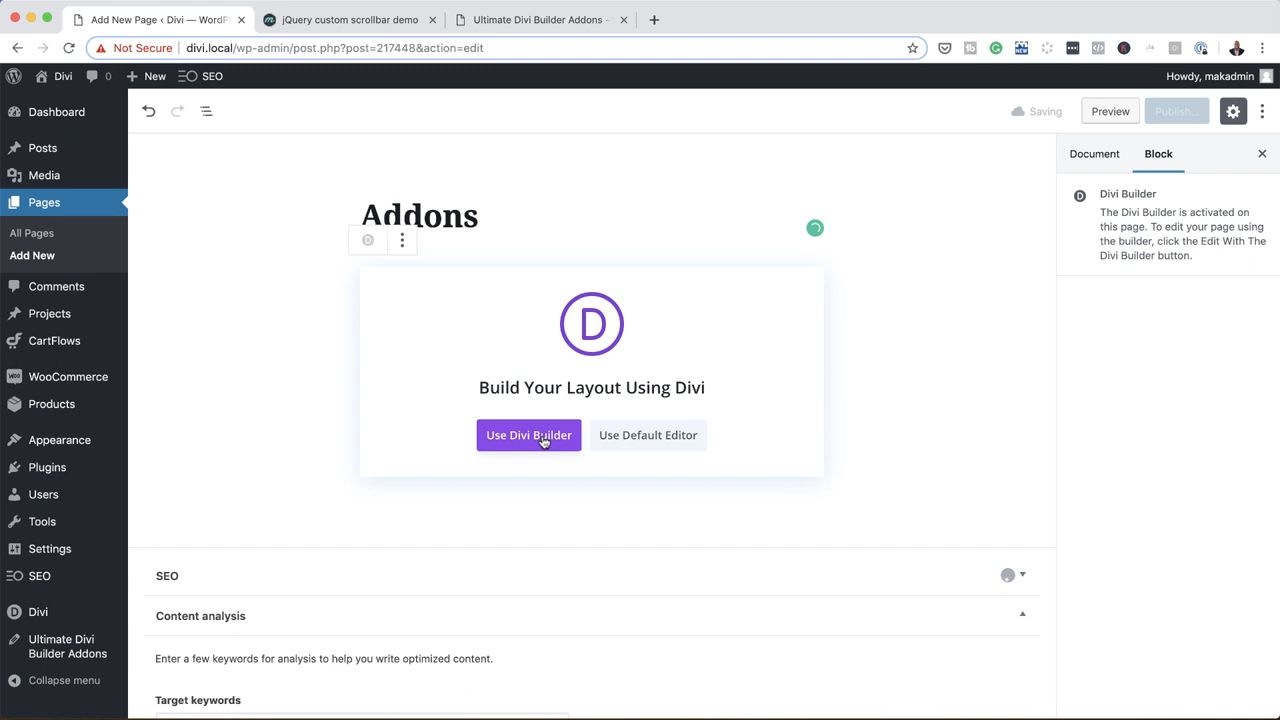 Add New Page ‹ Divi — WordP
jQuery custom scrollbar demo
Ultimate Divi Builder Addons -
Not Secure
divi.local/wp-admin/post.php?post=217448&action=edit
Divi
0
New
SEO
Howdy, makadmin
Dashboard
Posts
Media
Pages
All Pages
Add New
Comments
Projects
CartFlows
WooCommerce
Products
Appearance
Plugins
Users
Tools
Settings
SEO
Divi
Ultimate Divi
Builder Addons
Collapse menu
Saving
Preview
Publish...
Addons
D
D
Build Your Layout Using Divi
Use Divi Builder
Use Default Editor
SEO
Content analysis
Enter a few keywords for analysis to help you write optimized content.
Target keywords
Document
Block
Divi Builder
The Divi Builder is activated on
this page. To edit your page using
the builder, click the Edit With The
Divi Builder button.